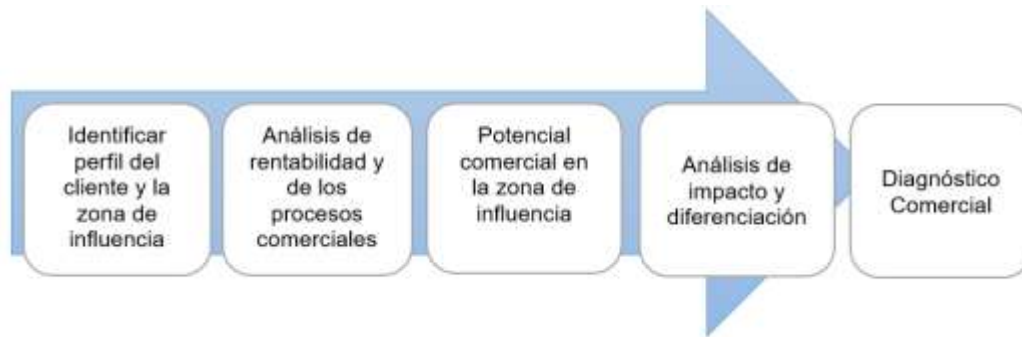 Identificar
perfil del
cliente y la
zona de
influencia
Análisis de
rentabilidad y
de los
procesos
comerciales
Potencial
comercial en
la zona de
influencia
Análisis de
impacto y
diferenciación
Diagnóstico
Comercial